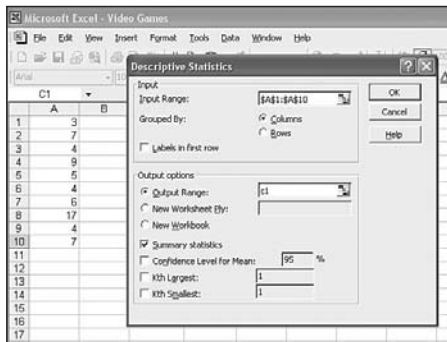 Microsoft Excel - Video Games
File Edit View Insert Format Tools Data Window Help
Arial 10
C1
Descriptive Statistics
Input
Input Range: $A$1:$A$10
Grouped By: Columns
Rows
Labels in first row
OK
Cancel
Help
Output options
Output Range: c1
New Worksheet Ply:
New Workbook
Summary statistics
Confidence Level for Mean: 95 %
Kth Largest: 1
Kth Smallest: 1
A B
1 3
2 7
3 4
4 9
5 5
6 4
7 6
8 17
9 4
10 7
11
12
13
14
15
16
17